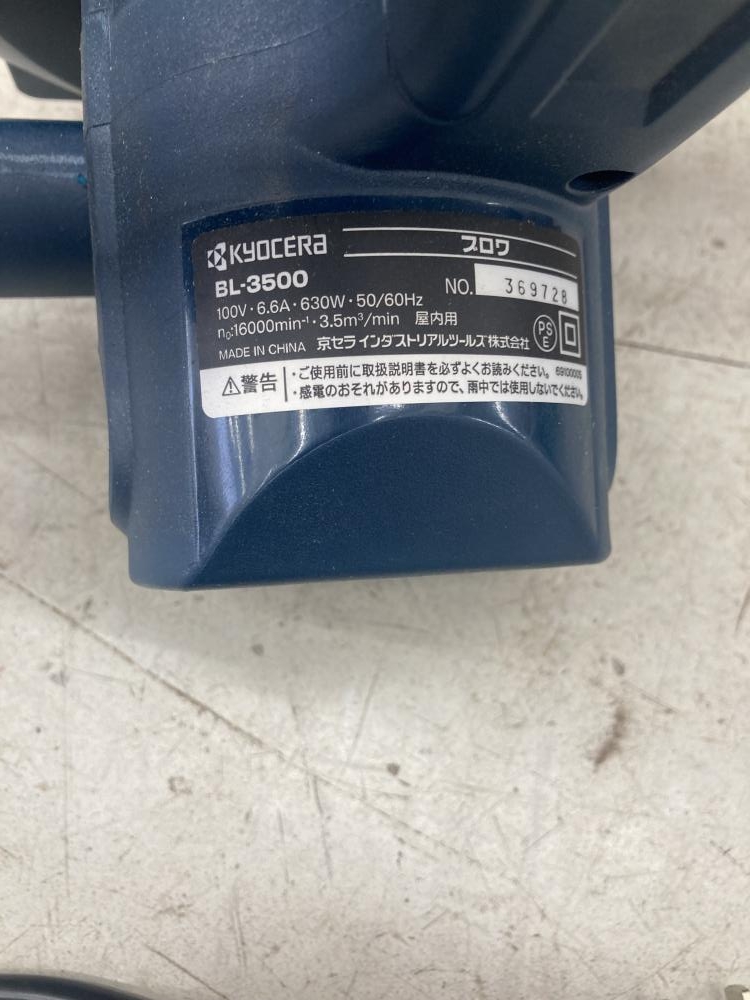 KYOCERA ブロワ
BL-3500 NO. 369728
100V・6.6A・630W・50/60Hz
n₀:16000min⁻¹・3.5m³/min 屋内用
MADE IN CHINA 京セラ インダストリアルツールズ株式会社 PSE
⚠警告
・ご使用前に取扱説明書を必ずよくお読みください。 6910000S
・感電のおそれがありますので、雨中では使用しないでください。